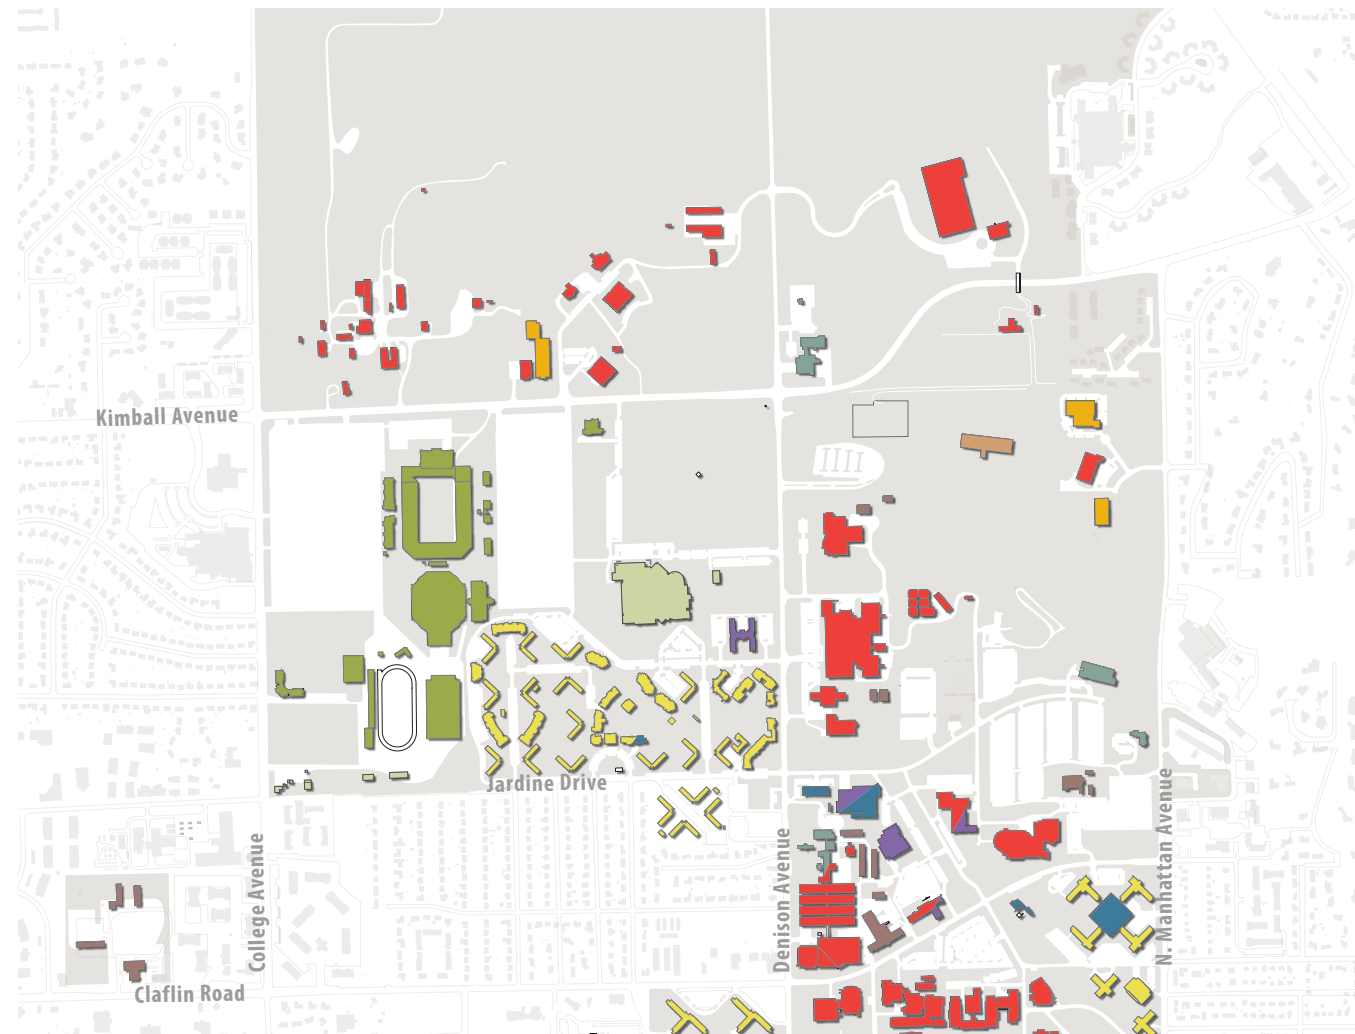 Kimball Avenue
Jardine Drive
College Avenue
Denison Avenue
N. Manhattan Avenue
Claflin Road